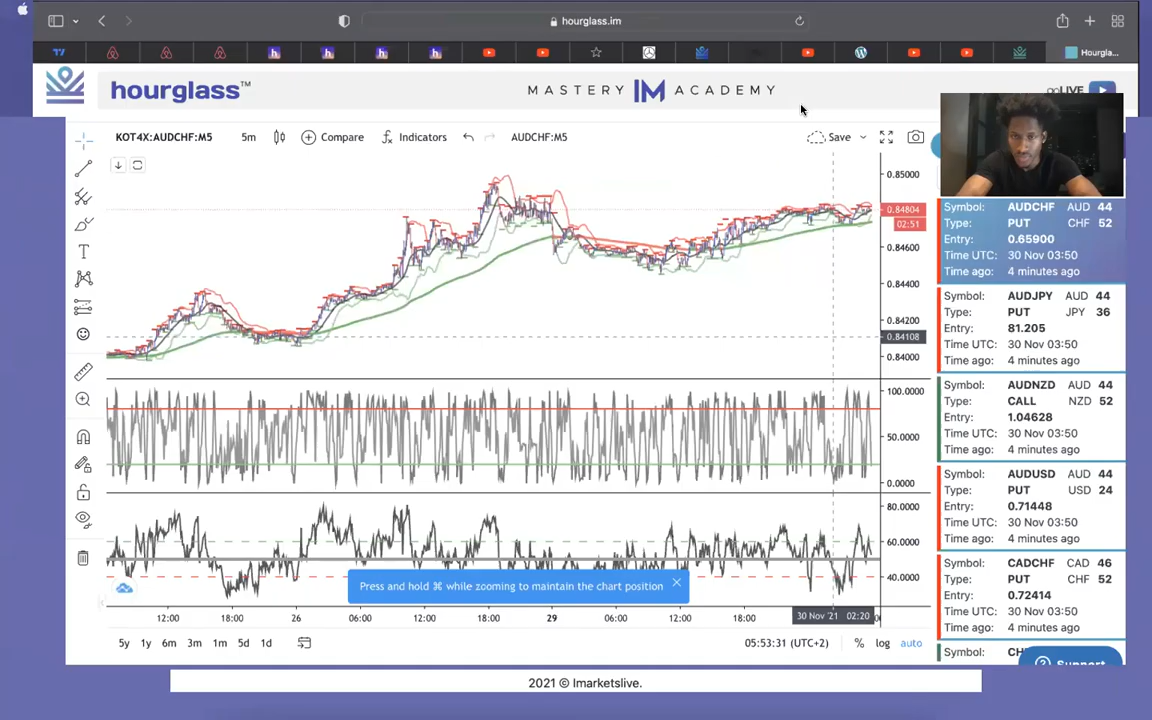 hourglass.im
Hourgla...
hourglass™
MASTERY IM ACADEMY
goLIVE
KOT4X:AUDCHF:M5
5m
Compare
Indicators
AUDCHF:M5
Save
0.85000
0.84804
02:51
0.84600
0.84400
0.84200
0.84108
0.84000
100.0000
50.0000
0.0000
80.0000
60.0000
40.0000
Press and hold ⌘ while zooming to maintain the chart position
12:00
18:00
26
06:00
12:00
18:00
29
06:00
12:00
18:00
30 Nov '21 02:20
5y 1y 6m 3m 1m 5d 1d
05:53:31 (UTC+2)
% log auto
Symbol: AUDCHF AUD 44
Type: PUT CHF 52
Entry: 0.65900
Time UTC: 30 Nov 03:50
Time ago: 4 minutes ago
Symbol: AUDJPY AUD 44
Type: PUT JPY 36
Entry: 81.205
Time UTC: 30 Nov 03:50
Time ago: 4 minutes ago
Symbol: AUDNZD AUD 44
Type: CALL NZD 52
Entry: 1.04628
Time UTC: 30 Nov 03:50
Time ago: 4 minutes ago
Symbol: AUDUSD AUD 44
Type: PUT USD 24
Entry: 0.71448
Time UTC: 30 Nov 03:50
Time ago: 4 minutes ago
Symbol: CADCHF CAD 46
Type: PUT CHF 52
Entry: 0.72414
Time UTC: 30 Nov 03:50
Time ago: 4 minutes ago
Symbol:
Support
2021 © Imarketslive.